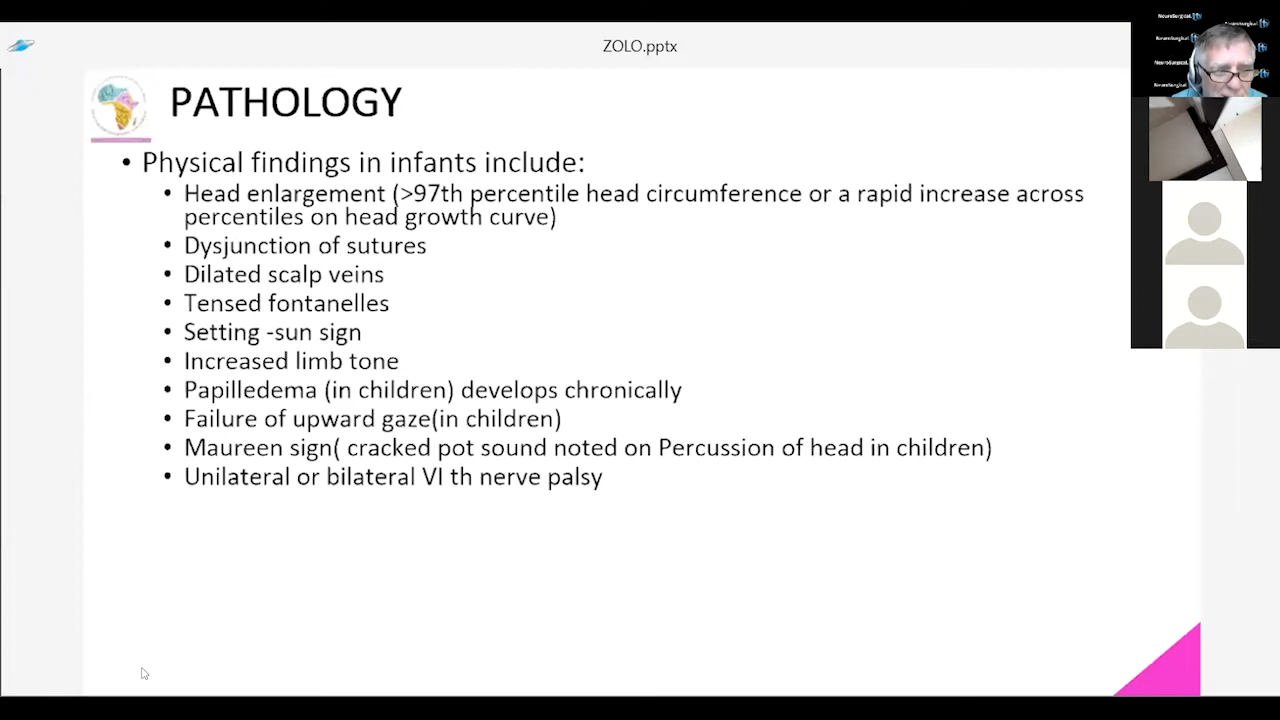 ZOLO.pptx
PATHOLOGY
• Physical findings in infants include:
• Head enlargement (>97th percentile head circumference or a rapid increase across
percentiles on head growth curve)
• Dysjunction of sutures
• Dilated scalp veins
• Tensed fontanelles
• Setting -sun sign
• Increased limb tone
• Papilledema (in children) develops chronically
• Failure of upward gaze(in children)
• Maureen sign( cracked pot sound noted on Percussion of head in children)
• Unilateral or bilateral VI th nerve palsy